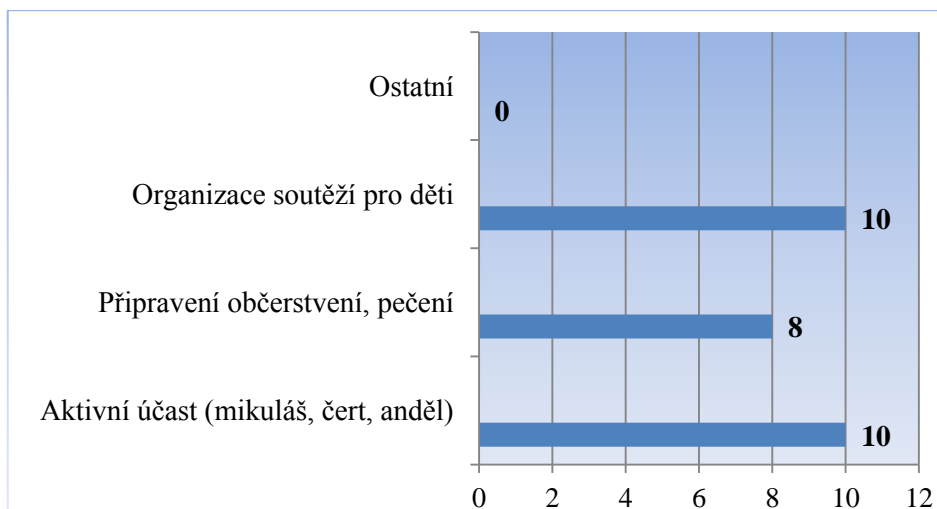 Ostatní
0
Organizace soutěží pro děti
10
Připravení občerstvení, pečení
8
Aktivní účast (mikuláš, čert, anděl)
10
0 2 4 6 8 10 12